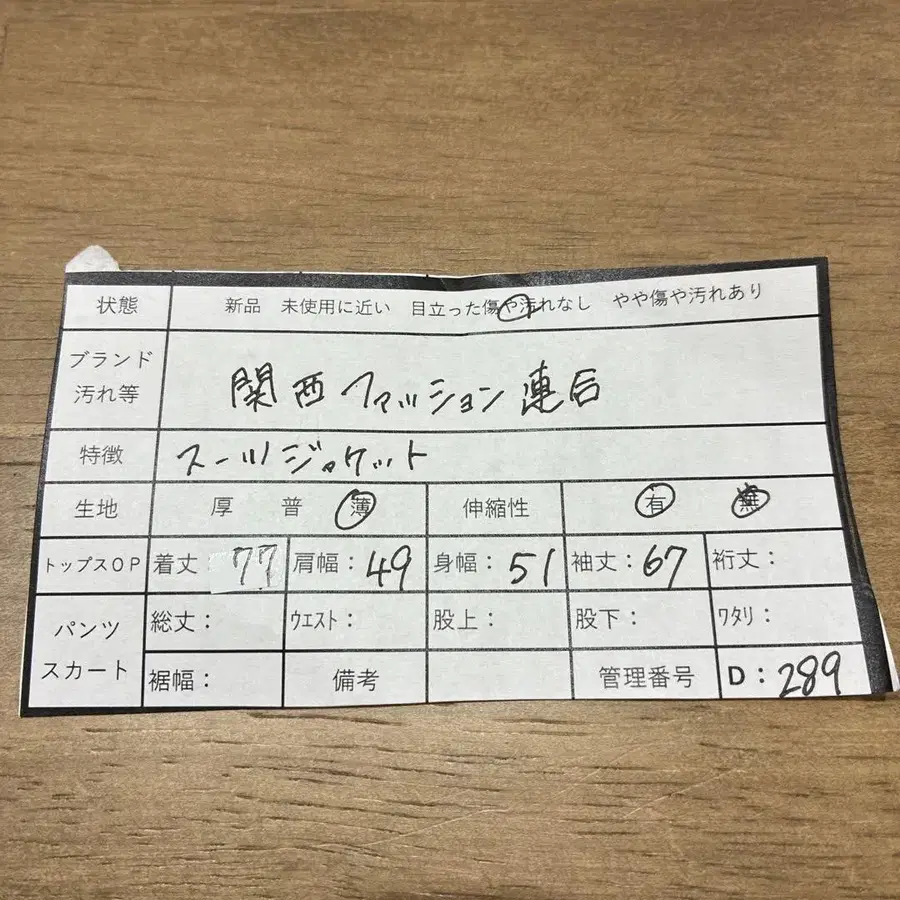 状態 新品 未使用に近い 目立った傷や汚れなし やや傷や汚れあり
ブランド
汚れ等
関西ファッション連合
特徴 スーツジャケット
生地 厚 普 薄 伸縮性 有 無
トップスOP 着丈：77 肩幅：49 身幅：51 袖丈：67 裄丈：
パンツ
スカート
総丈： ウエスト： 股上： 股下： ワタリ：
裾幅： 備考 管理番号 D：289